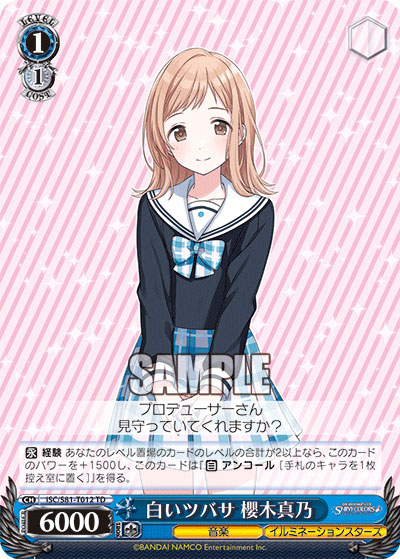 LEVEL
1
1
COST
SAMPLE
プロデューサーさん
見守っていてくれますか?
永 経験 あなたのレベル置場のカードのレベルの合計が2以上なら、このカード
のパワーを+1500し、このカードは『自 アンコール [手札のキャラを1枚
控え室に置く]』を得る。
CH ISC/S81-T012 TD
POWER
6000
白いツバサ 櫻木真乃
SHINY COLORS
音楽
イルミネーションスターズ
©BANDAI NAMCO Entertainment Inc.